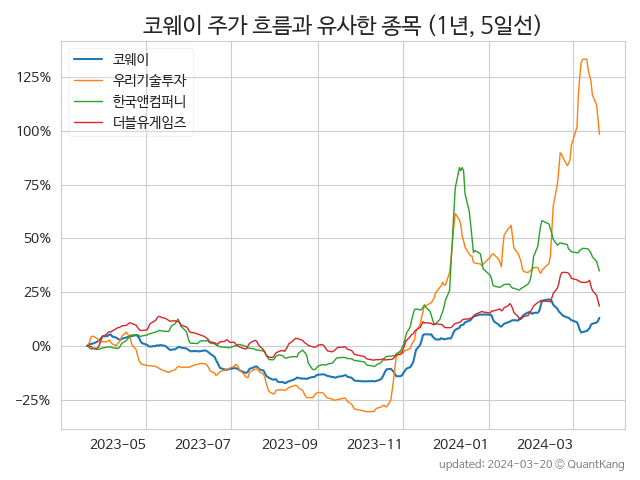 코웨이 주가 흐름과 유사한 종목 (1년, 5일선)
코웨이
우리기술투자
한국앤컴퍼니
더블유게임즈
125%
100%
75%
50%
25%
0%
−25%
2023−05
2023−07
2023−09
2023−11
2024−01
2024−03
updated: 2024-03-20 © QuantKang